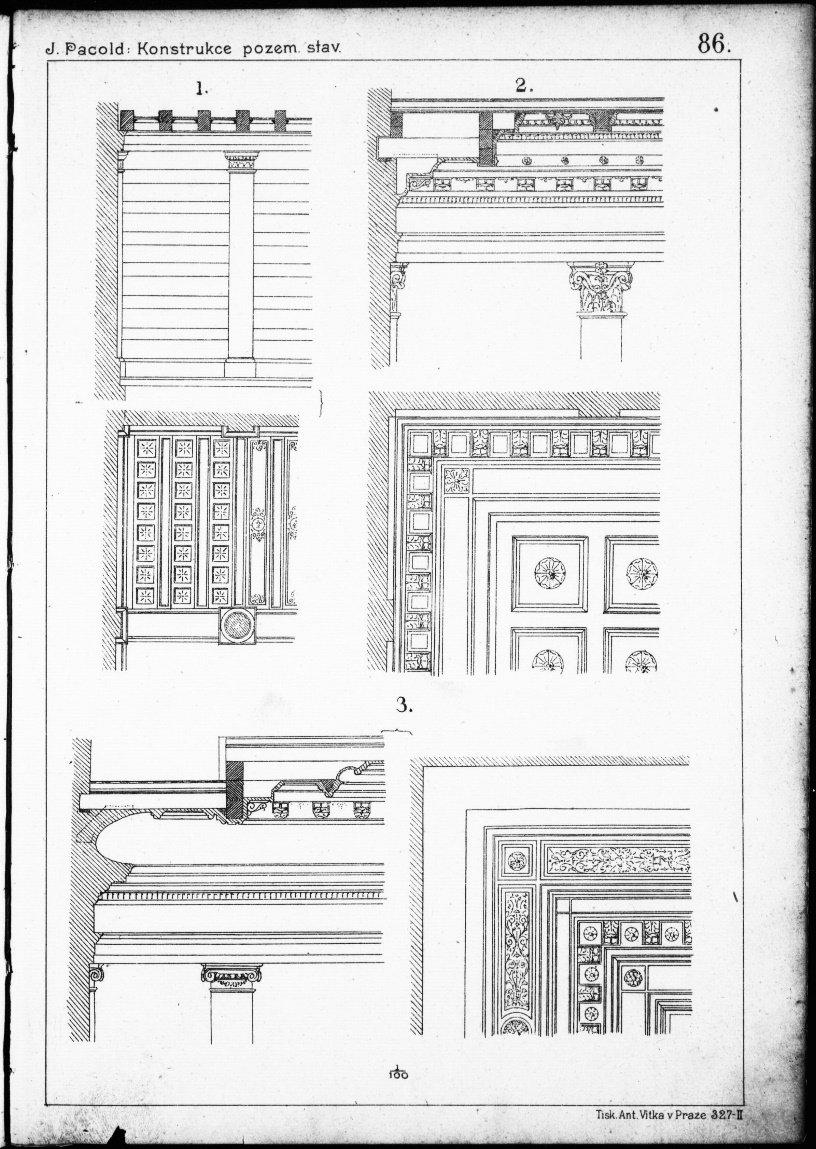 J. Pacold: Konstrukce pozem. stav.
86.
1.
2.
3.
1/100
Tisk. Ant. Vitka v Praze 327-II